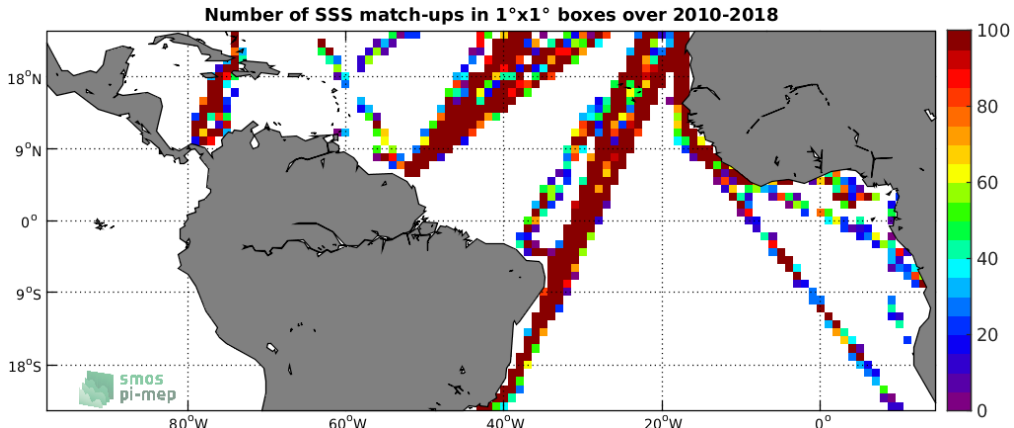 Number of SSS match-ups in 1°x1° boxes over 2010-2018
100
18°N
80
9°N
60
0°
40
9°S
20
18°S
smos
pi-mep
0
80°W
60°W
40°W
20°W
0°